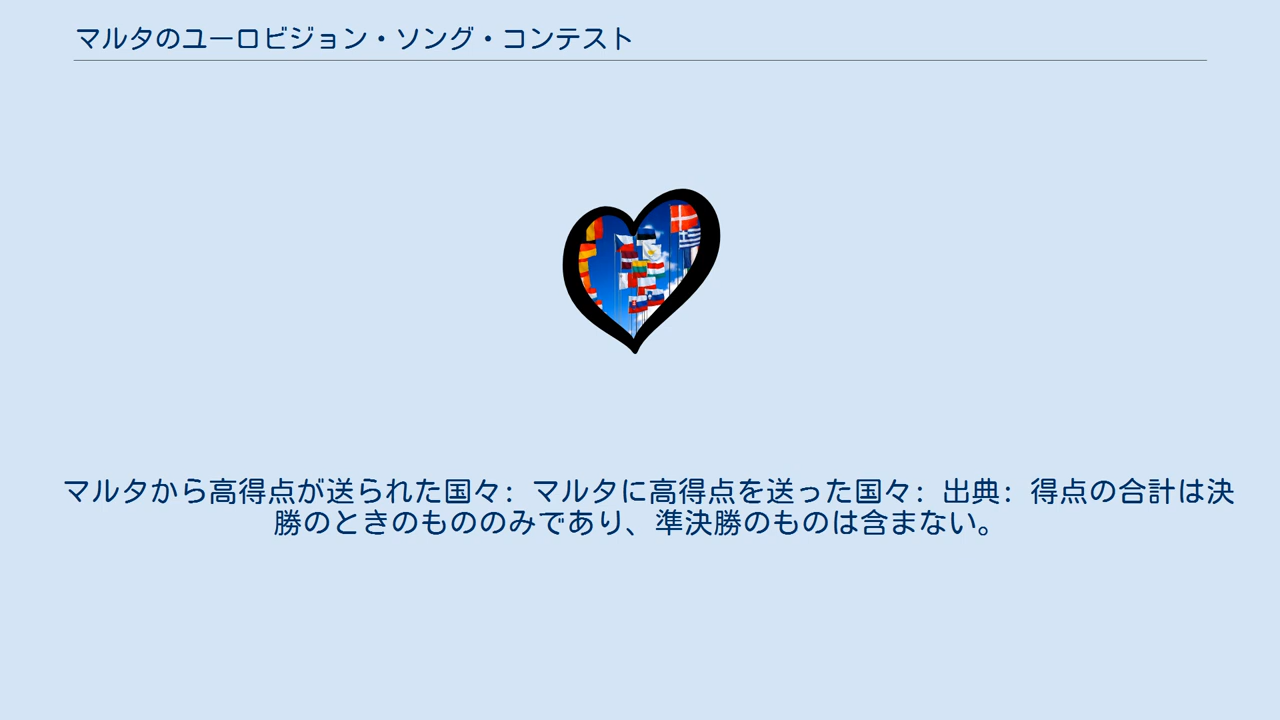 マルタのユーロビジョン・ソング・コンテスト
マルタから高得点が送られた国々: マルタに高得点を送った国々: 出典: 得点の合計は決
勝のときのもののみであり、準決勝のものは含まない。